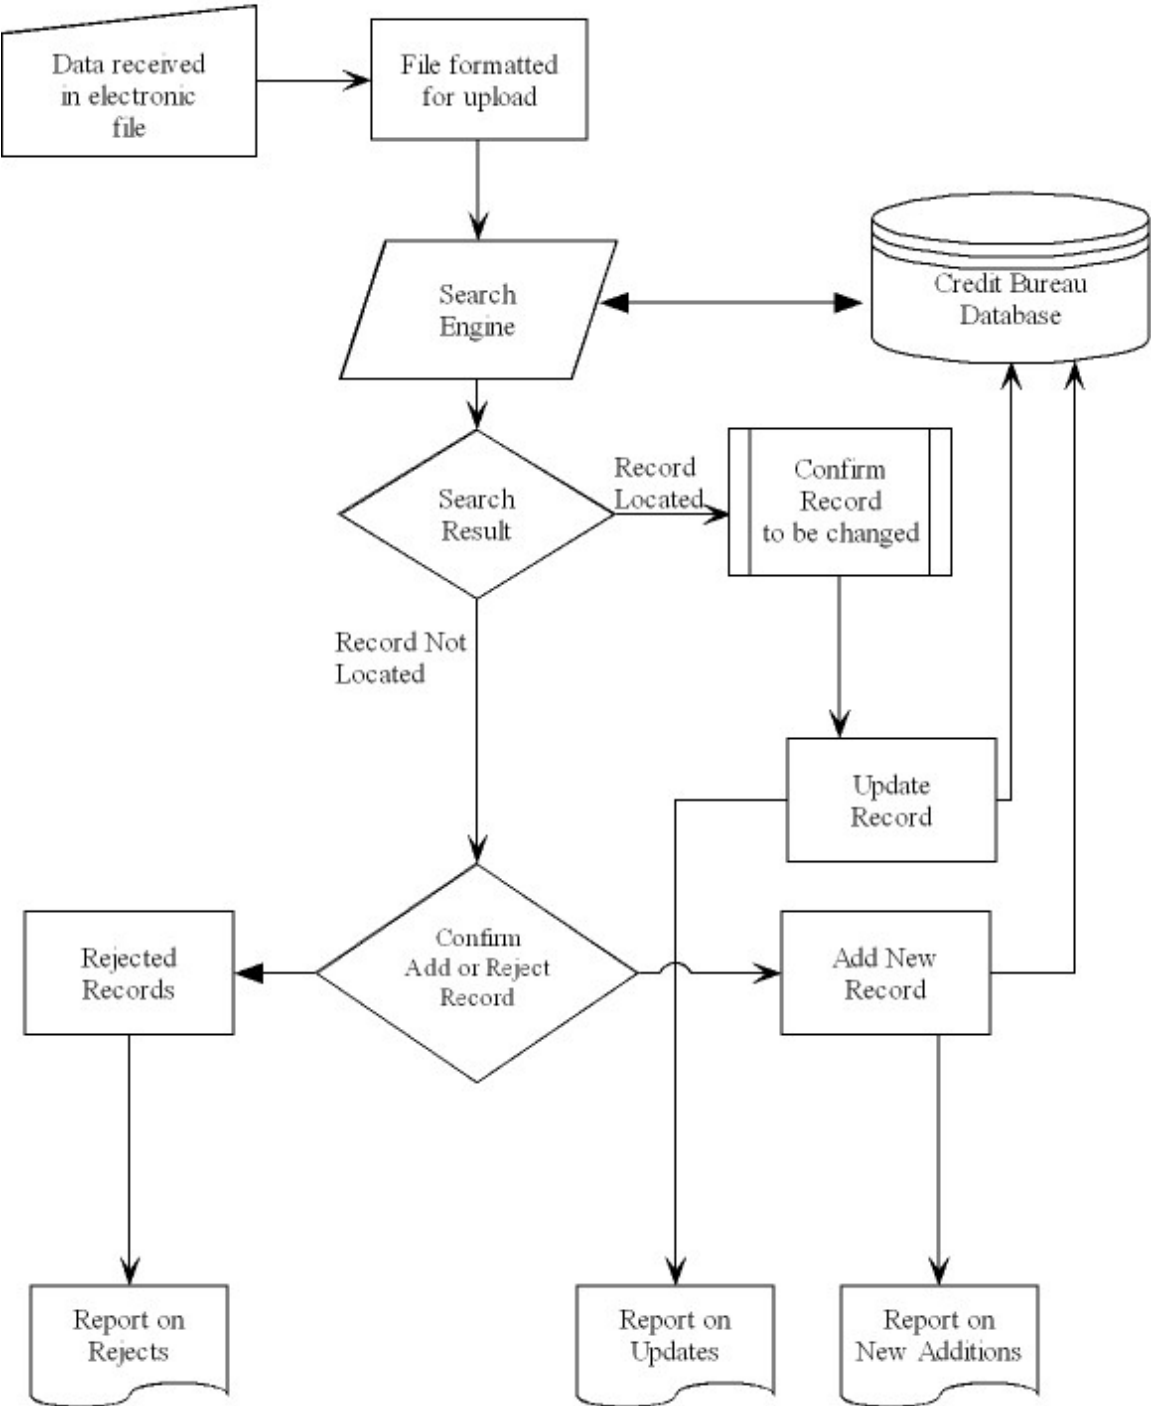 Data received
in electronic
file
File formatted
for upload
Search
Engine
Credit Bureau
Database
Search
Result
Record
Located
Confirm
Record
to be changed
Record Not
Located
Update
Record
Rejected
Records
Confirm
Add or Reject
Record
Add New
Record
Report on
Rejects
Report on
Updates
Report on
New Additions